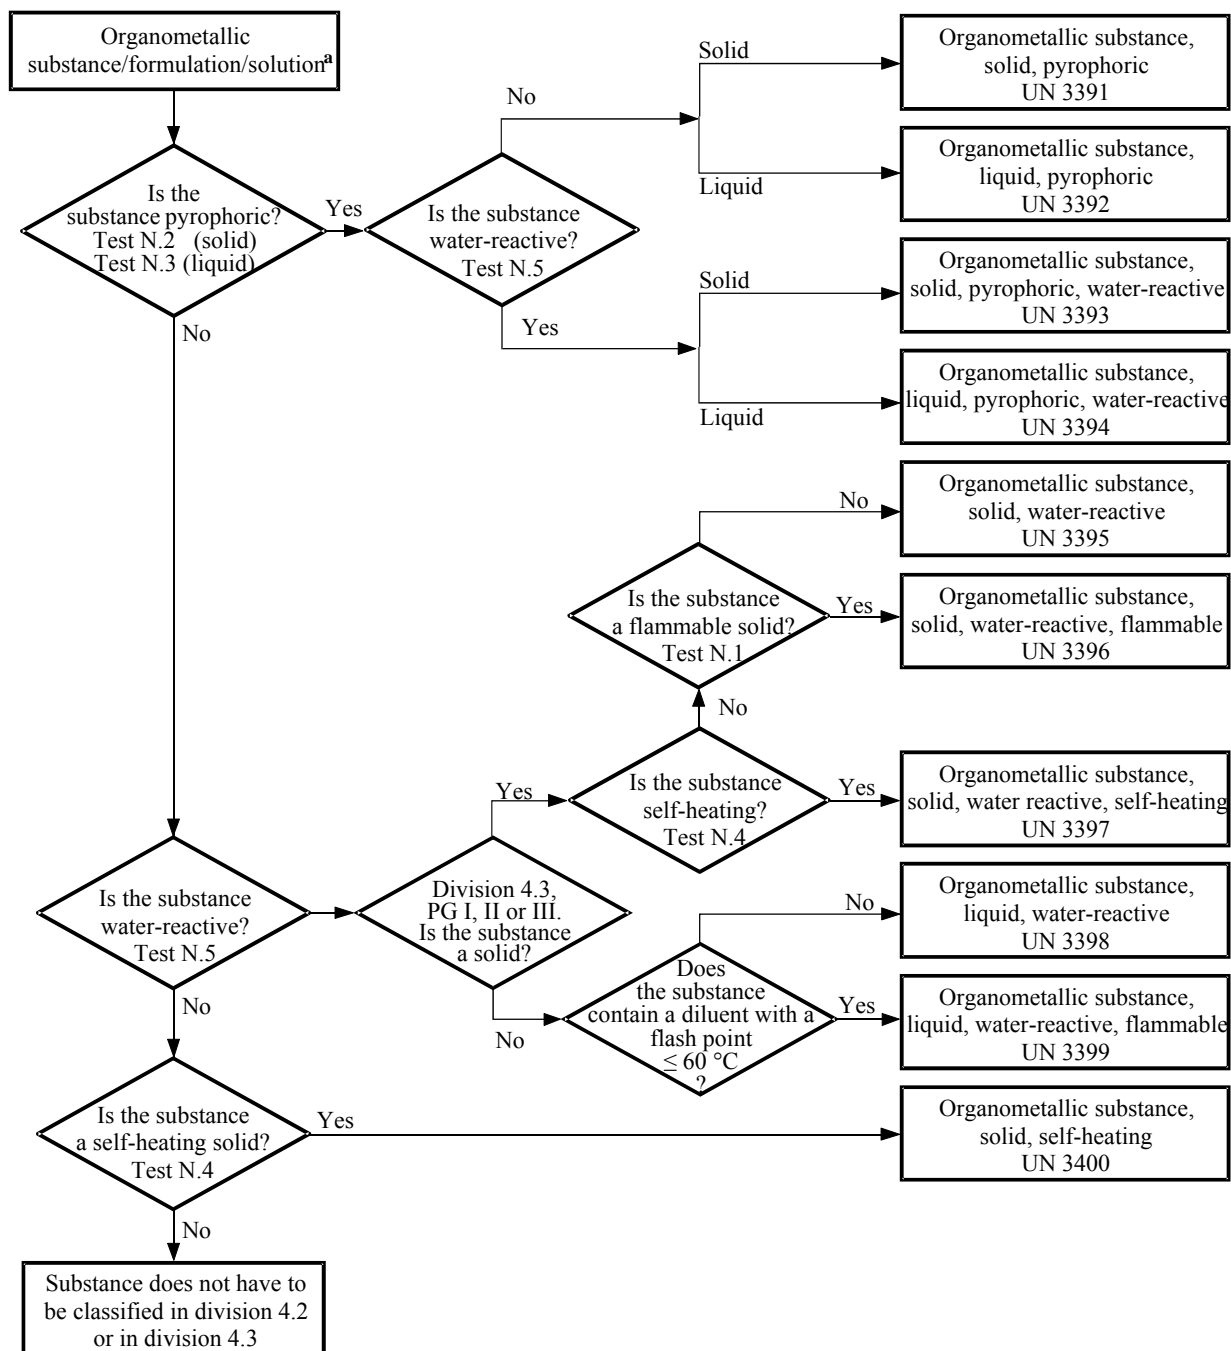 Organometallic
substance/formulation/solutionᵃ
Is the
substance pyrophoric?
Test N.2 (solid)
Test N.3 (liquid)
Yes
No
Is the substance
water-reactive?
Test N.5
No
Yes
Solid
Liquid
Solid
Liquid
Organometallic substance,
solid, pyrophoric
UN 3391
Organometallic substance,
liquid, pyrophoric
UN 3392
Organometallic substance,
solid, pyrophoric, water-reactive
UN 3393
Organometallic substance,
liquid, pyrophoric, water-reactive
UN 3394
No
Organometallic substance,
solid, water-reactive
UN 3395
Is the substance
a flammable solid?
Test N.1
Yes
Organometallic substance,
solid, water-reactive, flammable
UN 3396
No
Is the substance
self-heating?
Test N.4
Yes
Organometallic substance,
solid, water reactive, self-heating
UN 3397
Yes
Is the substance
water-reactive?
Test N.5
Division 4.3,
PG I, II or III.
Is the substance
a solid?
No
Organometallic substance,
liquid, water-reactive
UN 3398
No
No
Does
the substance
contain a diluent with a
flash point
≤ 60 °C
?
Yes
Organometallic substance,
liquid, water-reactive, flammable
UN 3399
Is the substance
a self-heating solid?
Test N.4
Yes
Organometallic substance,
solid, self-heating
UN 3400
No
Substance does not have to
be classified in division 4.2
or in division 4.3